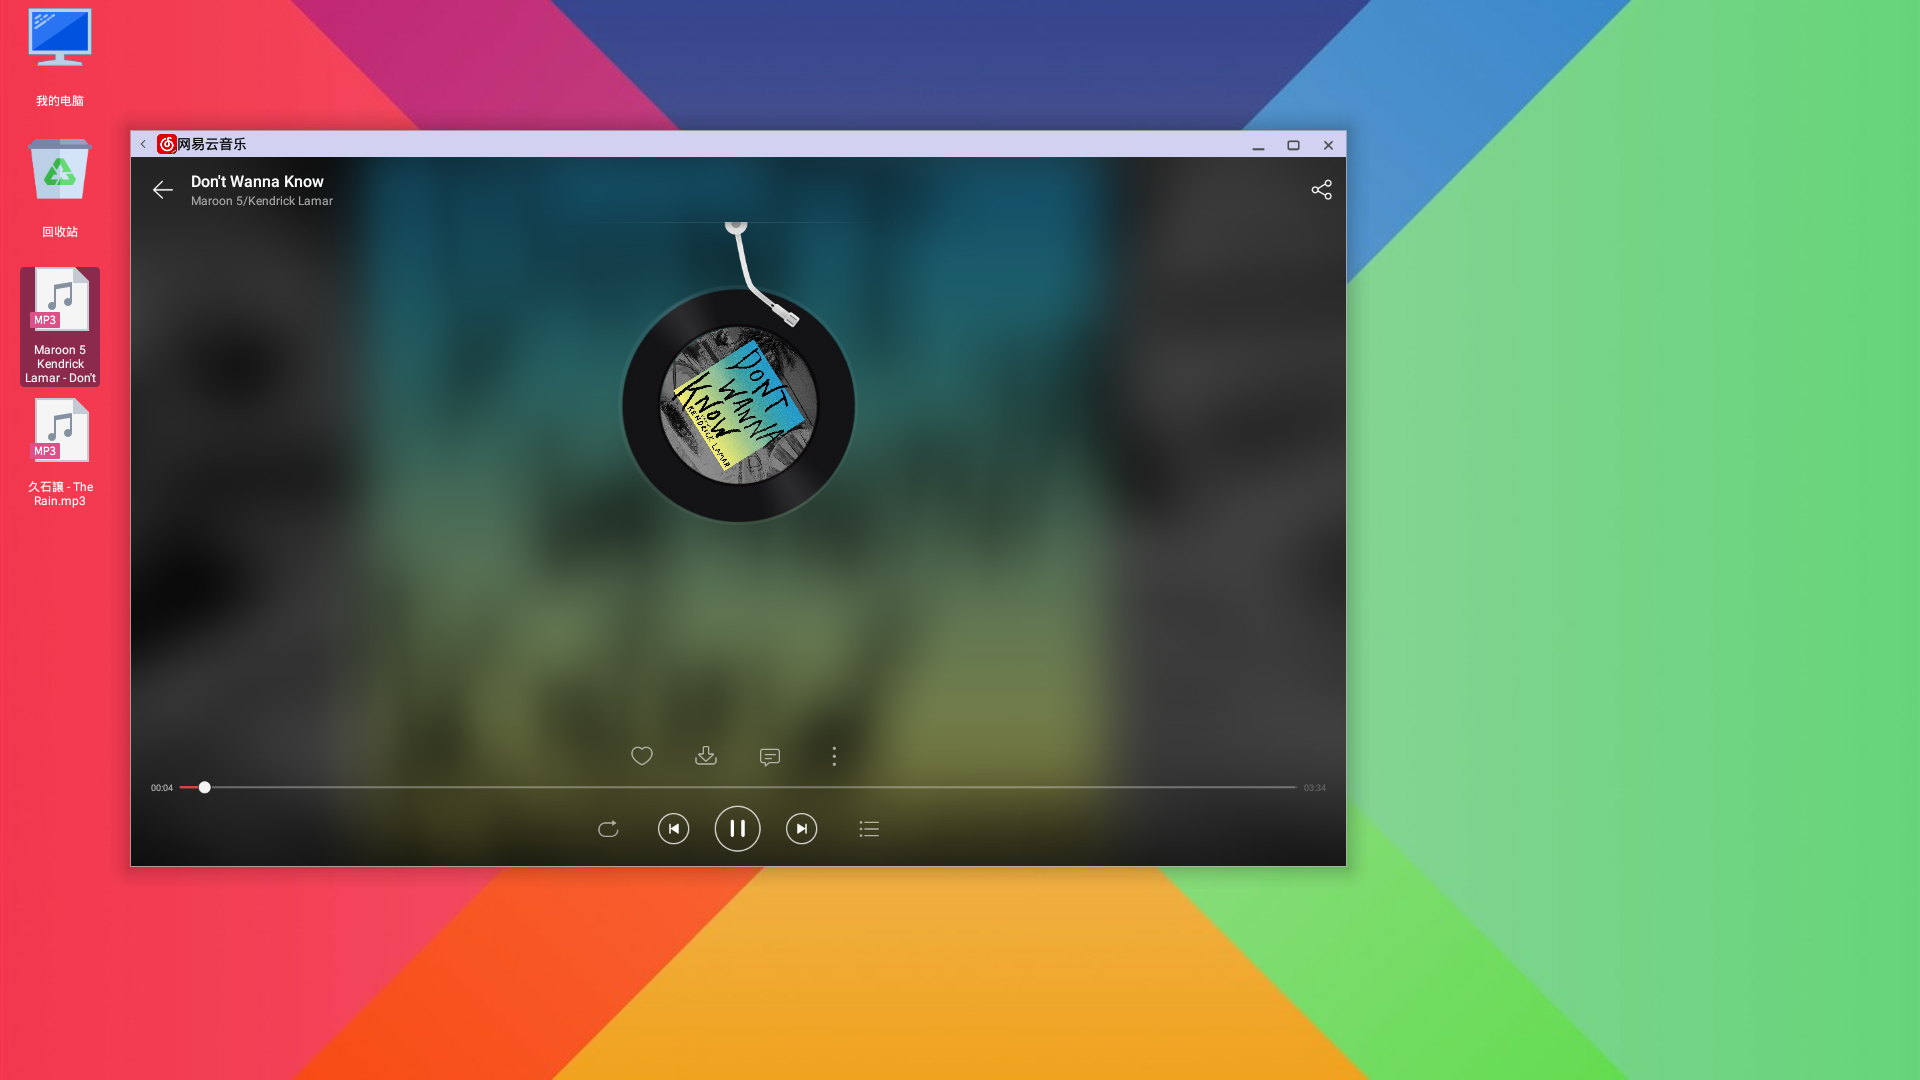 我的电脑
回收站
MP3
Maroon 5
Kendrick
Lamar - Don't
MP3
久石譲 - The
Rain.mp3
网易云音乐
Don't Wanna Know
Maroon 5/Kendrick Lamar
DON'T
WANNA
KNOW
KENDRICK LAMAR
00:04
03:34